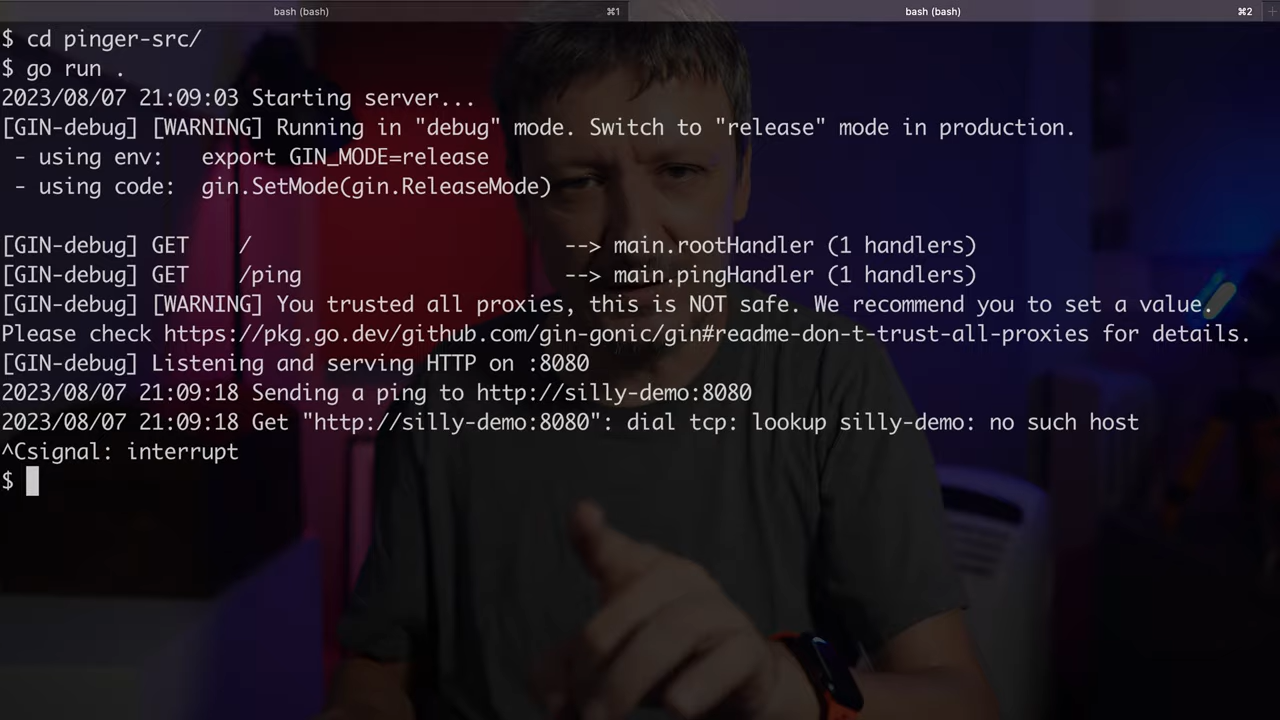 bash (bash) ⌘1 bash (bash) ⌘2
$ cd pinger-src/
$ go run .
2023/08/07 21:09:03 Starting server...
[GIN-debug] [WARNING] Running in "debug" mode. Switch to "release" mode in production.
- using env: export GIN_MODE=release
- using code: gin.SetMode(gin.ReleaseMode)
[GIN-debug] GET / --> main.rootHandler (1 handlers)
[GIN-debug] GET /ping --> main.pingHandler (1 handlers)
[GIN-debug] [WARNING] You trusted all proxies, this is NOT safe. We recommend you to set a value.
Please check https://pkg.go.dev/github.com/gin-gonic/gin#readme-don-t-trust-all-proxies for details.
[GIN-debug] Listening and serving HTTP on :8080
2023/08/07 21:09:18 Sending a ping to http://silly-demo:8080
2023/08/07 21:09:18 Get "http://silly-demo:8080": dial tcp: lookup silly-demo: no such host
^Csignal: interrupt
$